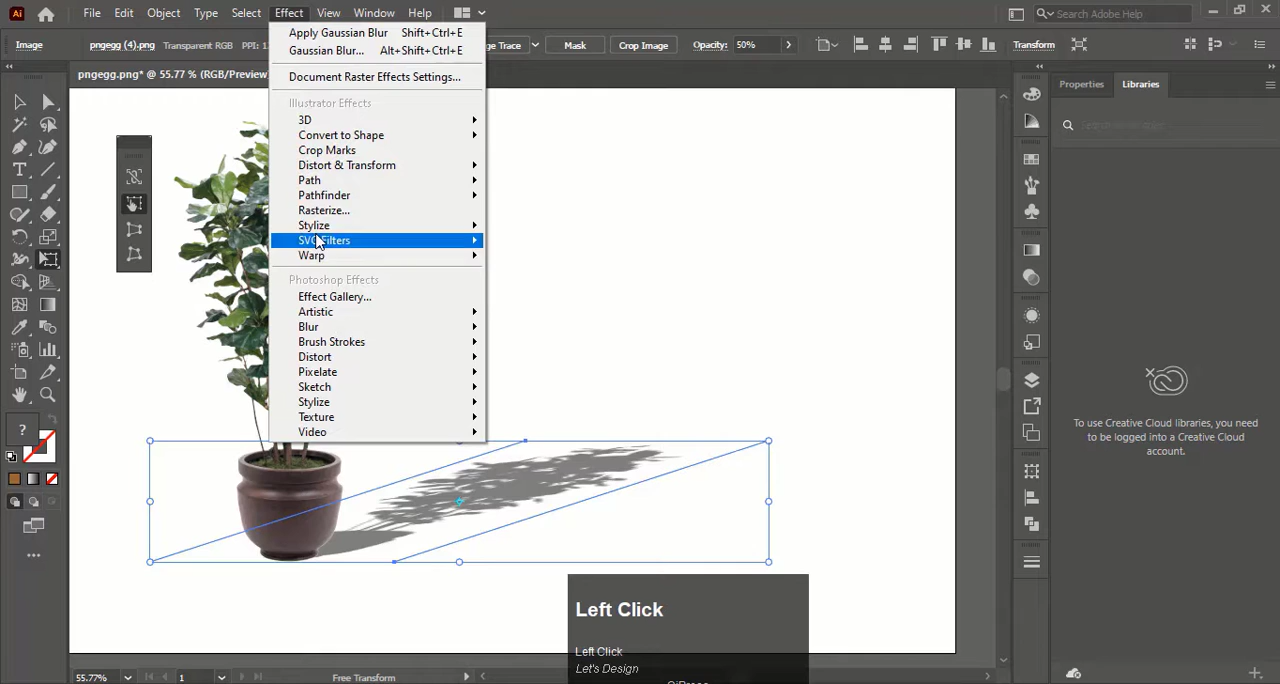 Ai File Edit Object Type Select Effect View Window Help Search Adobe Help
Image pngegg (4).png Transparent RGB PPI: Trace Mask Crop Image Opacity: 50% Transform
pngegg.png* @ 55.77 % (RGB/Preview
Apply Gaussian Blur Shift+Ctrl+E
Gaussian Blur... Alt+Shift+Ctrl+E
Document Raster Effects Settings...
Illustrator Effects
3D
Convert to Shape
Crop Marks
Distort & Transform
Path
Pathfinder
Rasterize...
Stylize
SVG Filters
Warp
Photoshop Effects
Effect Gallery...
Artistic
Blur
Brush Strokes
Distort
Pixelate
Sketch
Stylize
Texture
Video
Properties Libraries
To use Creative Cloud libraries, you
need to be logged into a Creative Cloud
account.
?
Left Click
Left Click
Let's Design
55.77% 1 Free Transform